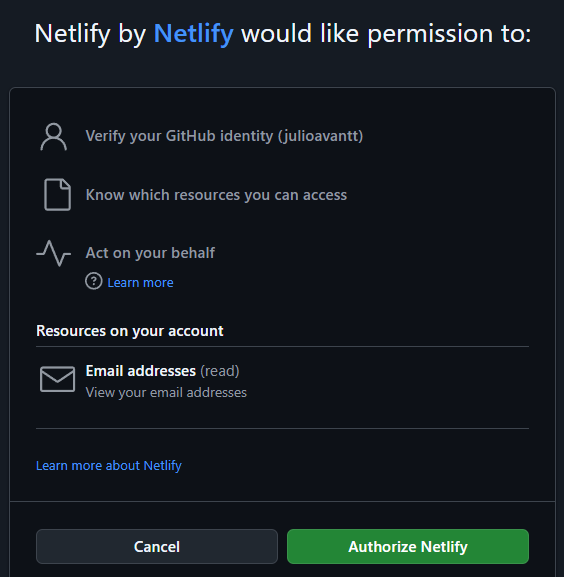 Netlify by Netlify would like permission to:
Verify your GitHub identity (julioavantt)
Know which resources you can access
Act on your behalf
Learn more
Resources on your account
Email addresses (read)
View your email addresses
Learn more about Netlify
Cancel
Authorize Netlify